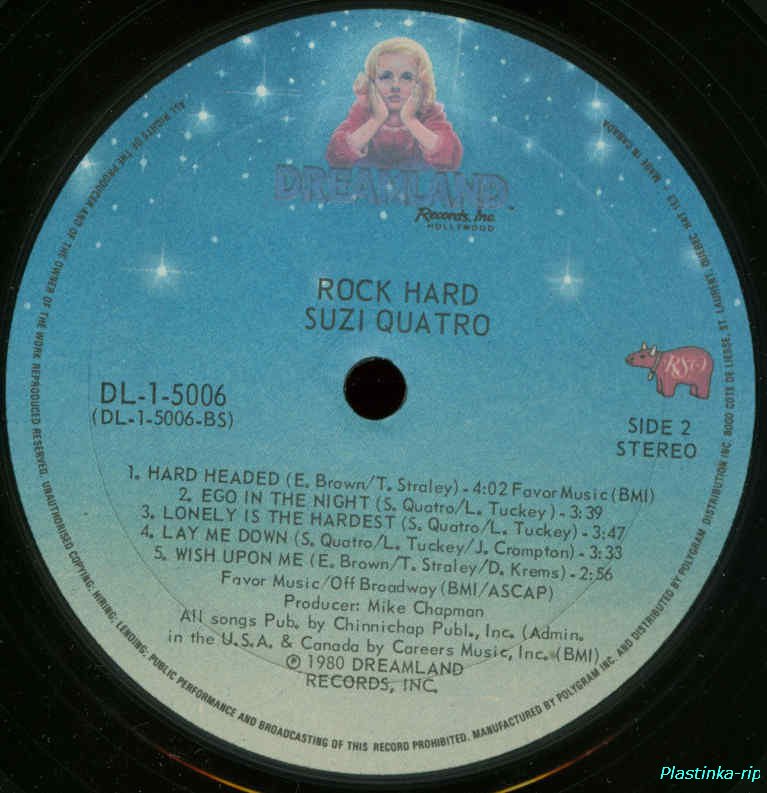 DREAMLAND
Records, Inc.
HOLLYWOOD
ROCK HARD
SUZI QUATRO
RSO
DL-1-5006
(DL-1-5006-BS)
SIDE 2
STEREO
1. HARD HEADED (E. Brown/T. Straley) - 4:02 Favor Music (BMI)
2. EGO IN THE NIGHT (S. Quatro/L. Tuckey) - 3:39
3. LONELY IS THE HARDEST (S. Quatro/L. Tuckey) - 3:47
4. LAY ME DOWN (S. Quatro/L. Tuckey/J. Crompton) - 3:33
5. WISH UPON ME (E. Brown/T. Straley/D. Krems) - 2:56
Favor Music/Off Broadway (BMI/ASCAP)
Producer: Mike Chapman
All songs Pub. by Chinnichap Publ., Inc. (Admin.
in the U.S.A. & Canada by Careers Music, Inc. (BMI)
℗ 1980 DREAMLAND
RECORDS, INC.
ALL RIGHTS OF THE PRODUCER AND OF THE OWNER OF THE WORK REPRODUCED RESERVED. UNAUTHORISED COPYING, HIRING, LENDING, PUBLIC PERFORMANCE AND BROADCASTING OF THIS RECORD PROHIBITED. MANUFACTURED BY POLYGRAM INC. AND DISTRIBUTED BY POLYGRAM DISTRIBUTION INC. 8000 COTE DE LIESSE, ST. LAURENT, QUEBEC H4T 1E2 - MADE IN CANADA
Plastinka-rip